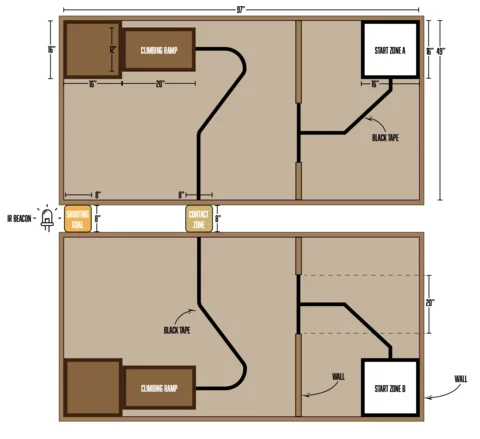 97"
16"
12"
CLIMBING RAMP
START ZONE A
16"
49"
16"
20"
16"
BLACK TAPE
8"
6"
IR BEACON
SHOOTING
GOAL
8"
CONTACT
ZONE
8"
20"
BLACK TAPE
CLIMBING RAMP
WALL
START ZONE B
WALL